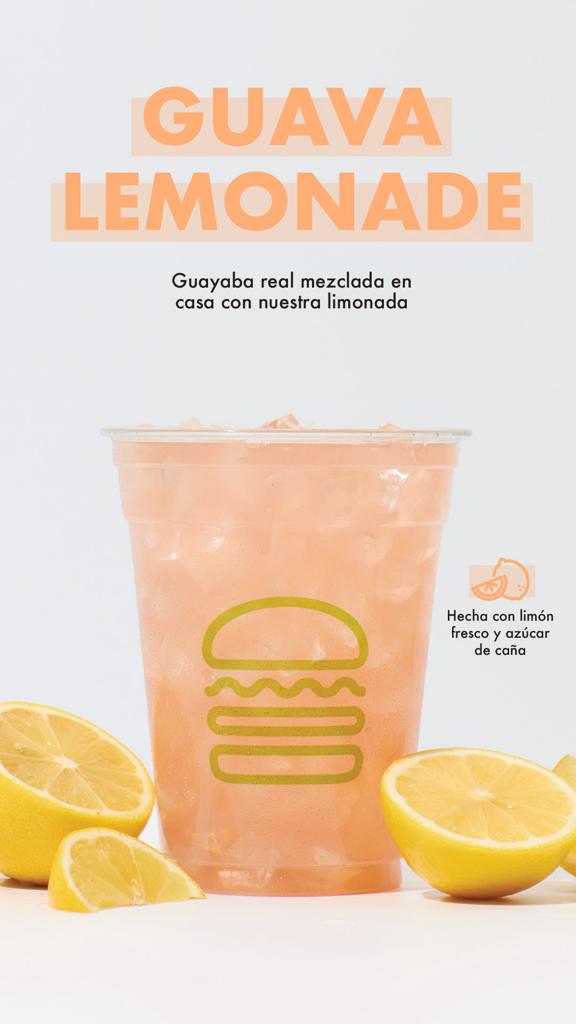 GUAVA
LEMONADE
Guayaba real mezclada en
casa con nuestra limonada
Hecha con limón
fresco y azúcar
de caña